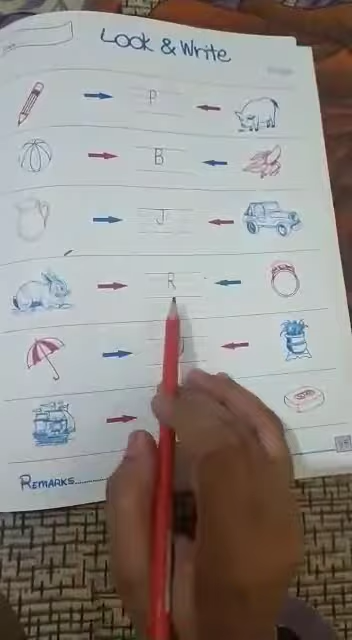 Look & Write
P
B
J
R
REMARKS..........